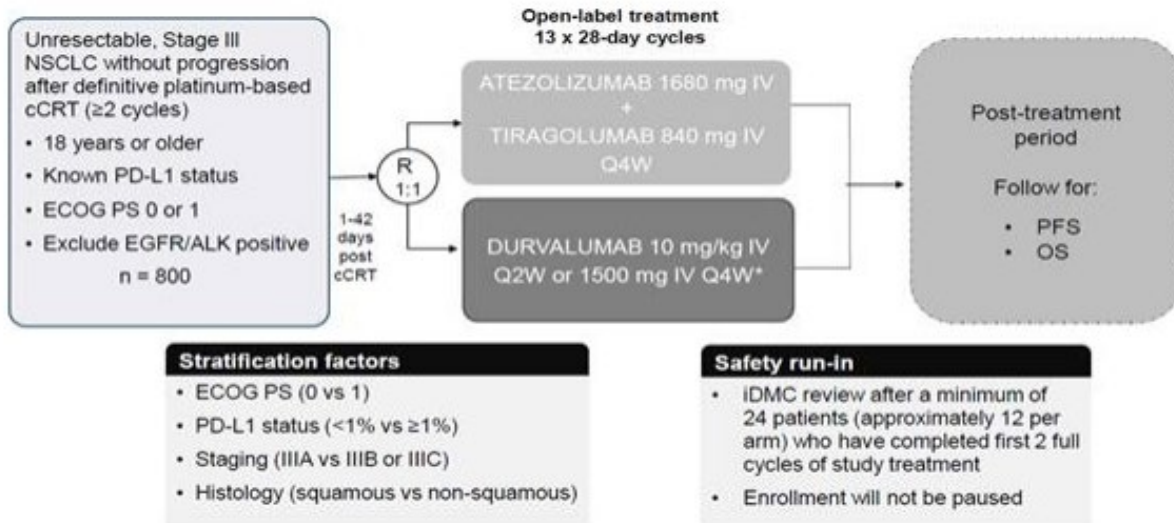 Unresectable, Stage III
NSCLC without progression
after definitive platinum-based
cCRT (≥2 cycles)
• 18 years or older
• Known PD-L1 status
• ECOG PS 0 or 1
• Exclude EGFR/ALK positive
n = 800
1-42
days
post
cCRT
R
1:1
Open-label treatment
13 x 28-day cycles
ATEZOLIZUMAB 1680 mg IV
+
TIRAGOLUMAB 840 mg IV
Q4W
DURVALUMAB 10 mg/kg IV
Q2W or 1500 mg IV Q4W*
Post-treatment
period
Follow for:
• PFS
• OS
Stratification factors
• ECOG PS (0 vs 1)
• PD-L1 status (<1% vs ≥1%)
• Staging (IIIA vs IIIB or IIIC)
• Histology (squamous vs non-squamous)
Safety run-in
• iDMC review after a minimum of
24 patients (approximately 12 per
arm) who have completed first 2 full
cycles of study treatment
• Enrollment will not be paused